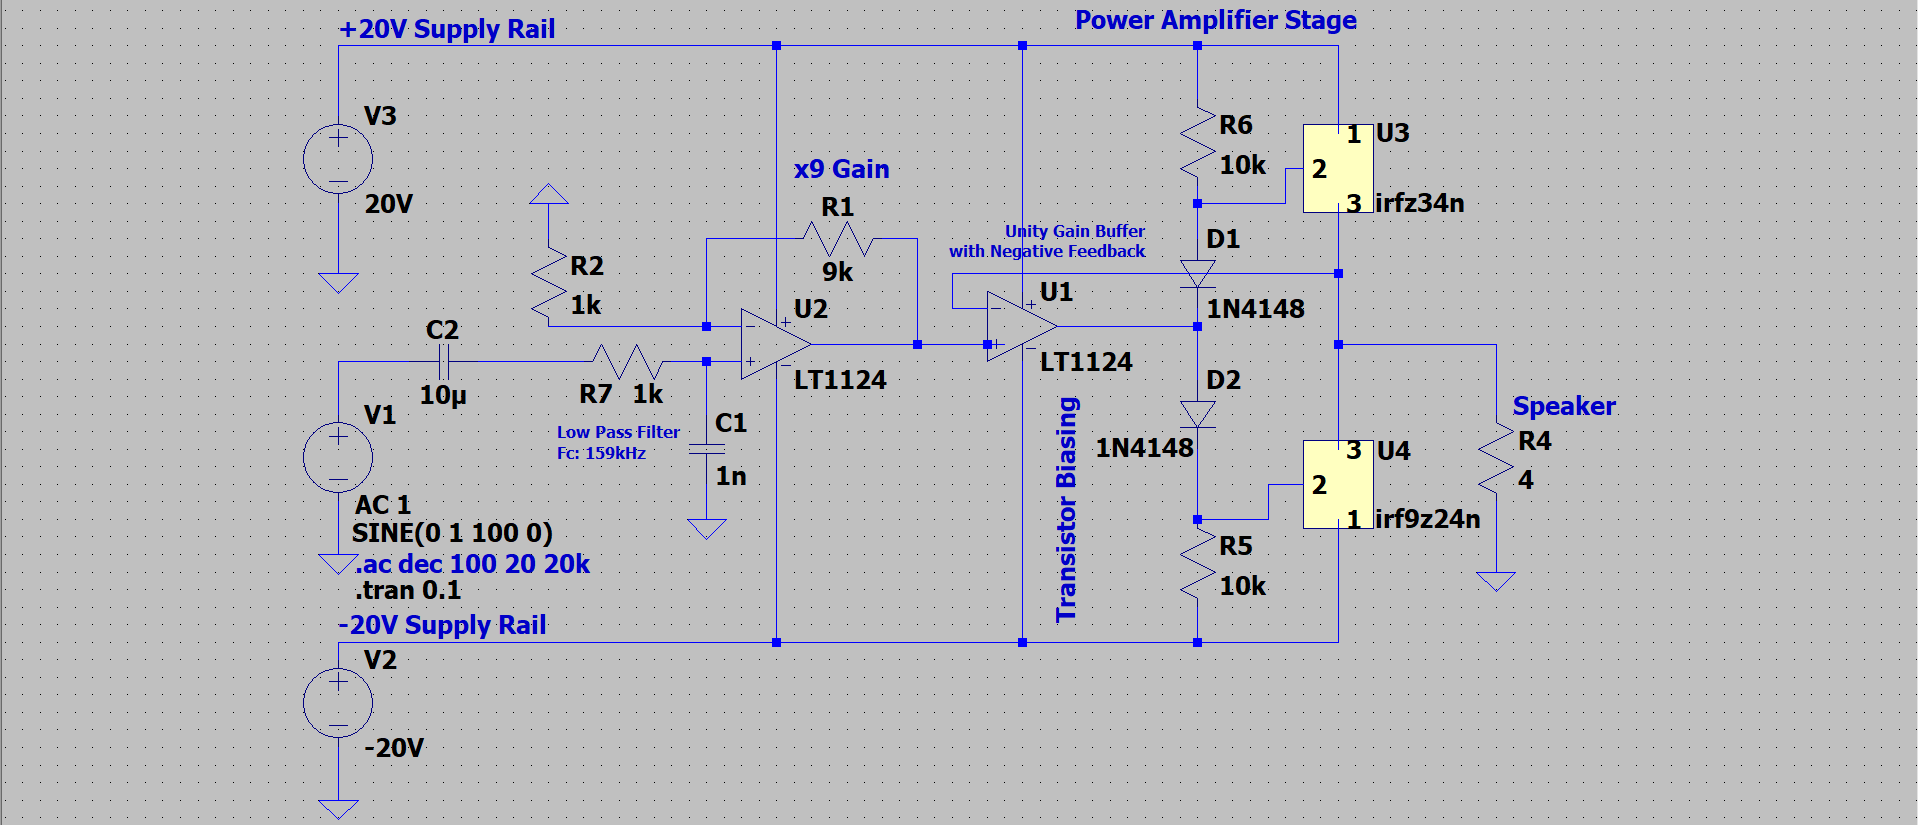 +20V Supply Rail
Power Amplifier Stage
V3
20V
x9 Gain
R1
9k
R6
10k
1
U3
2
3
irfz34n
Unity Gain Buffer
with Negative Feedback
D1
1N4148
R2
1k
U2
LT1124
U1
LT1124
C2
10µ
R7
1k
Low Pass Filter
Fc: 159kHz
C1
1n
V1
AC 1
SINE(0 1 100 0)
.ac dec 100 20 20k
.tran 0.1
D2
1N4148
Transistor Biasing
3
U4
2
1
irf9z24n
Speaker
R4
4
R5
10k
-20V Supply Rail
V2
-20V